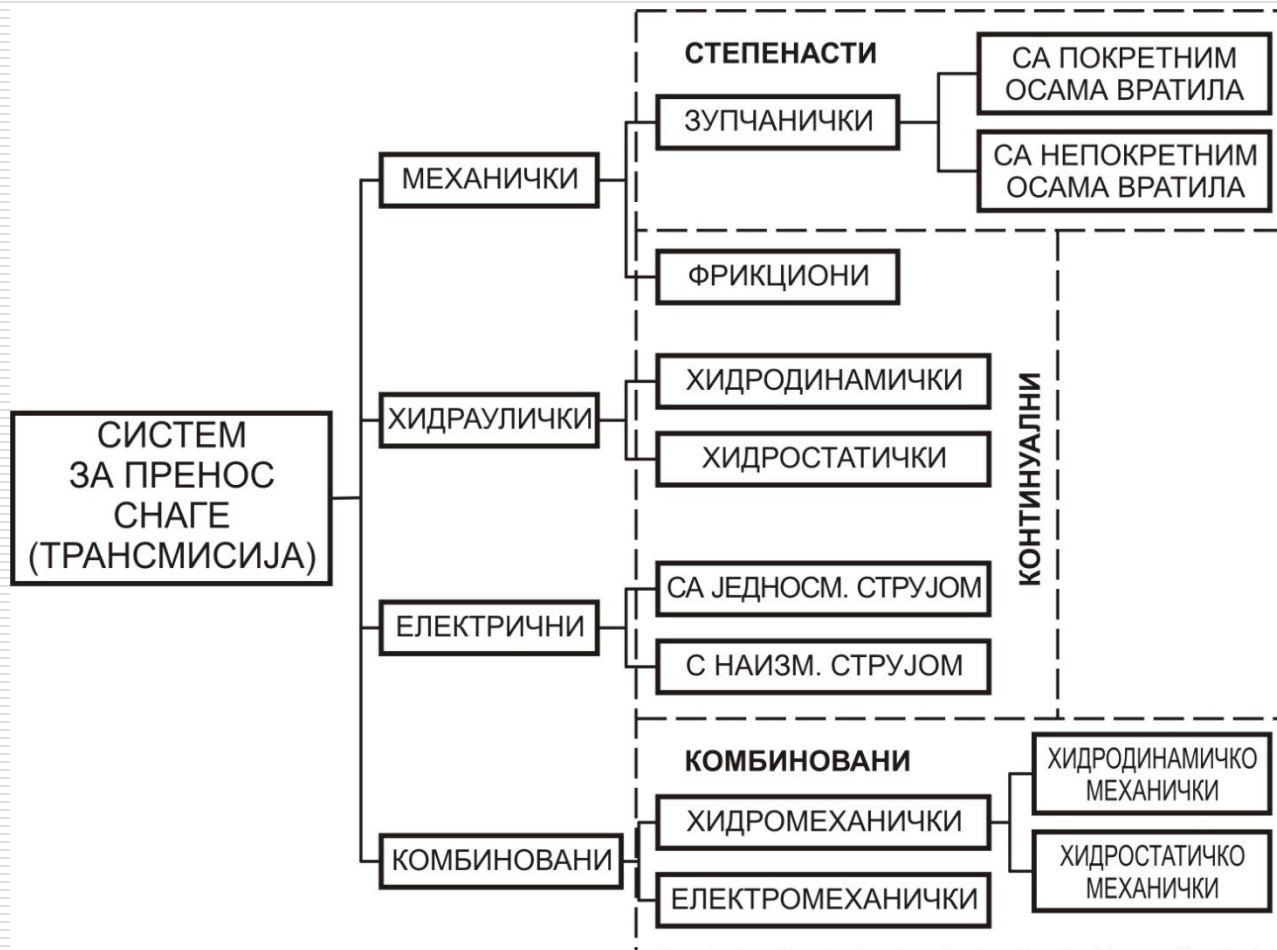 СИСТЕМ
ЗА ПРЕНОС
СНАГЕ
(ТРАНСМИСИЈА)
МЕХАНИЧКИ
ХИДРАУЛИЧКИ
ЕЛЕКТРИЧНИ
КОМБИНОВАНИ
СТЕПЕНАСТИ
ЗУПЧАНИЧКИ
СА ПОКРЕТНИМ
ОСАМА ВРАТИЛА
СА НЕПОКРЕТНИМ
ОСАМА ВРАТИЛА
ФРИКЦИОНИ
ХИДРОДИНАМИЧКИ
ХИДРОСТАТИЧКИ
СА ЈЕДНОСМ. СТРУЈОМ
С НАИЗМ. СТРУЈОМ
КОНТИНУАЛНИ
КОМБИНОВАНИ
ХИДРОМЕХАНИЧКИ
ЕЛЕКТРОМЕХАНИЧКИ
ХИДРОДИНАМИЧКО
МЕХАНИЧКИ
ХИДРОСТАТИЧКО
МЕХАНИЧКИ